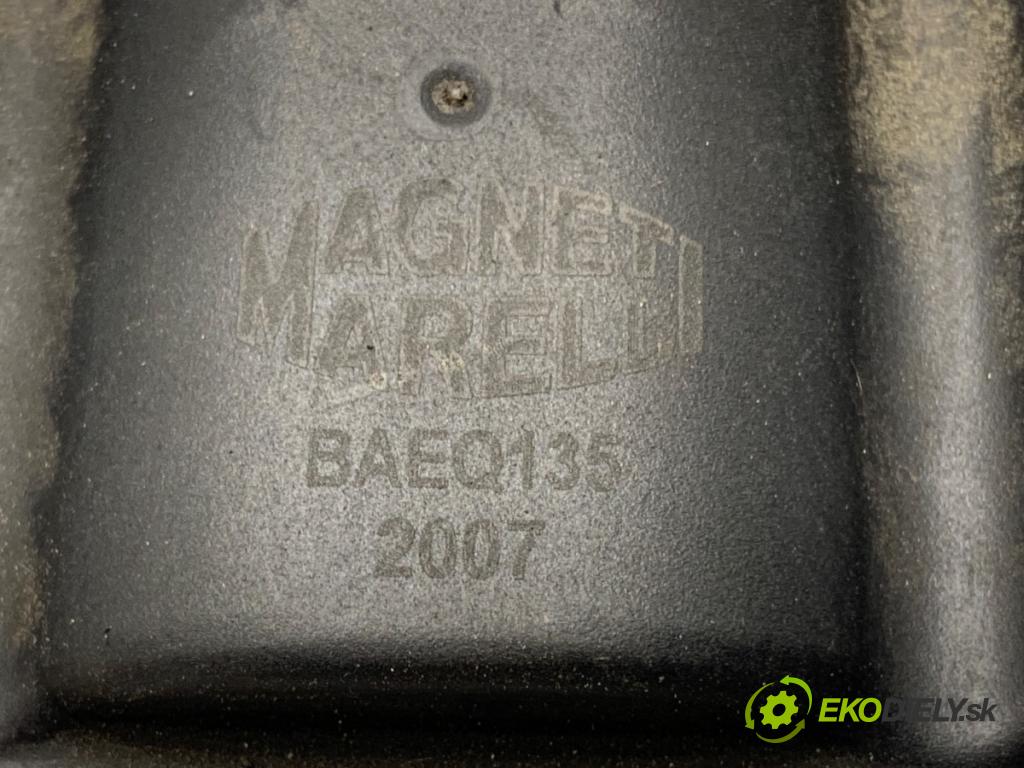 MAGNETI
MARELLI
BAEQ135
2007
EKODIELY.sk